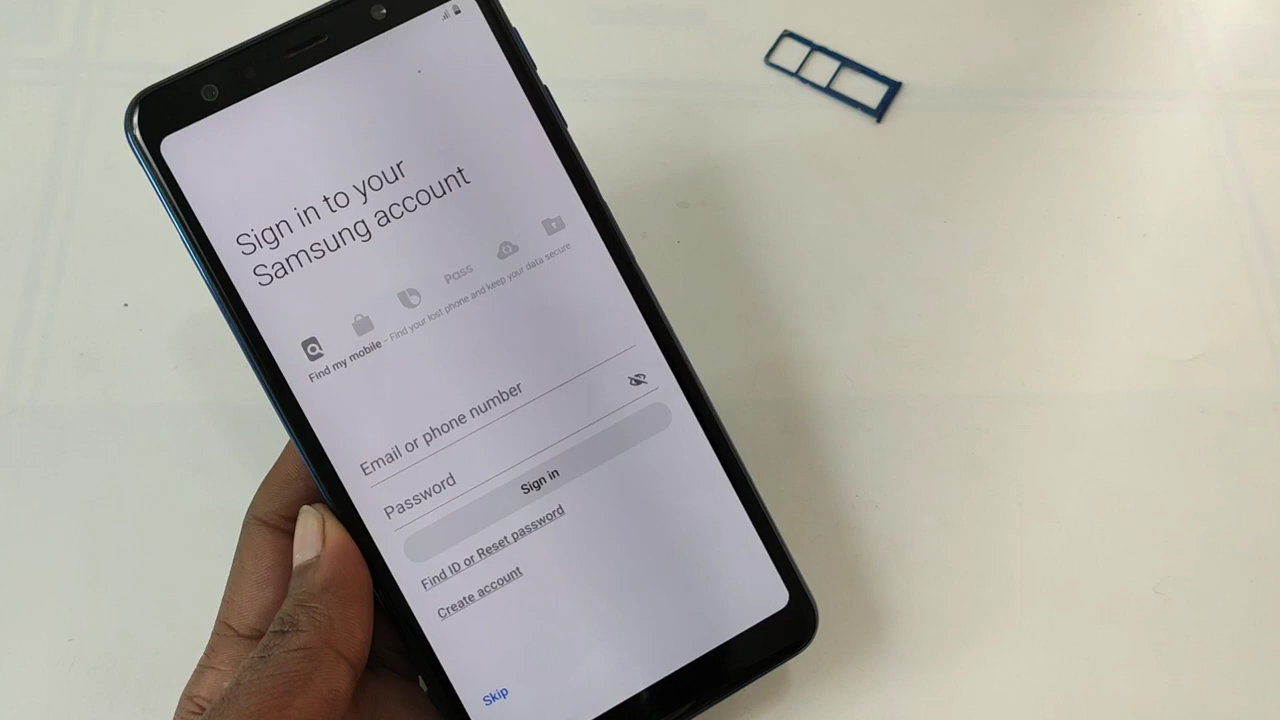 Sign in to your
Samsung account
Pass
Find my mobile - Find your lost phone and keep your data secure.
Email or phone number
Password
Sign in
Find ID or Reset password
Create account
Skip